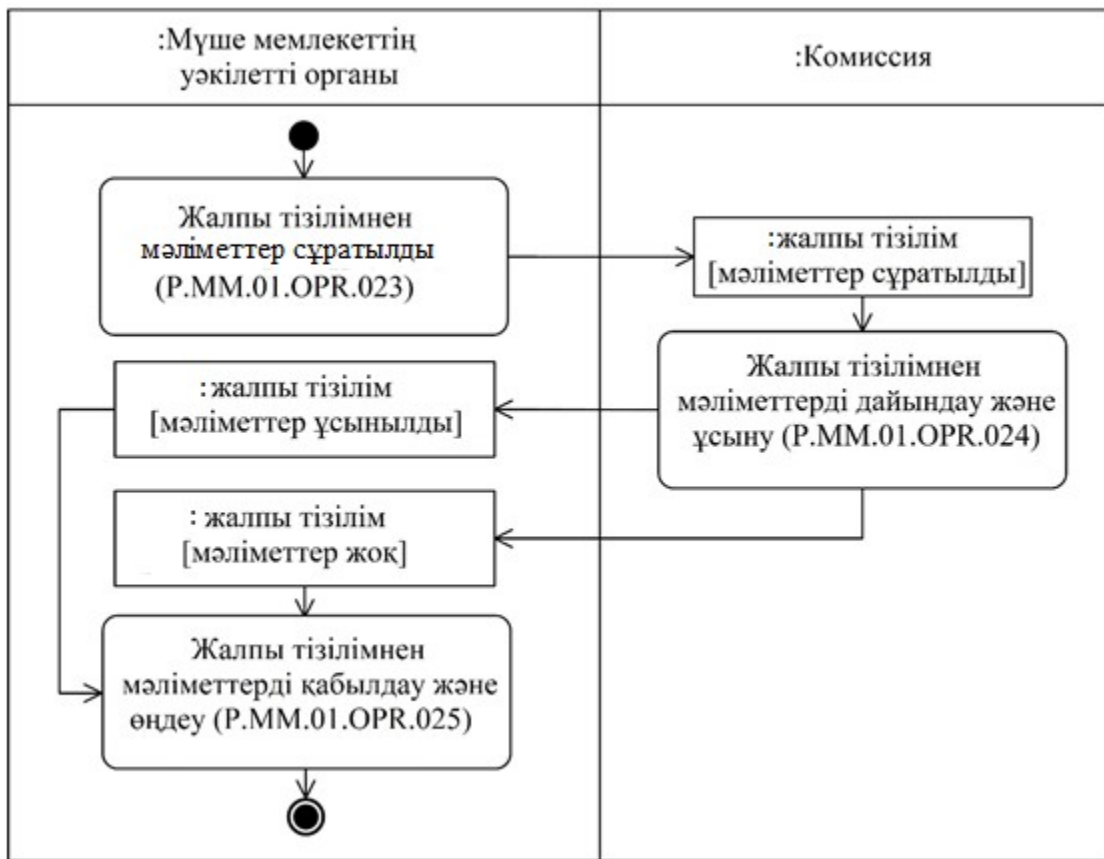 :Мүше мемлекеттің
уәкілетті органы
:Комиссия
Жалпы тізілімнен
мәліметтер сұратылды
(P.MM.01.OPR.023)
:жалпы тізілім
[мәліметтер сұратылды]
Жалпы тізілімнен
мәліметтерді дайындау және
ұсыну (P.MM.01.OPR.024)
:жалпы тізілім
[мәліметтер ұсынылды]
: жалпы тізілім
[мәліметтер жоқ]
Жалпы тізілімнен
мәліметтерді қабылдау және
өңдеу (P.MM.01.OPR.025)